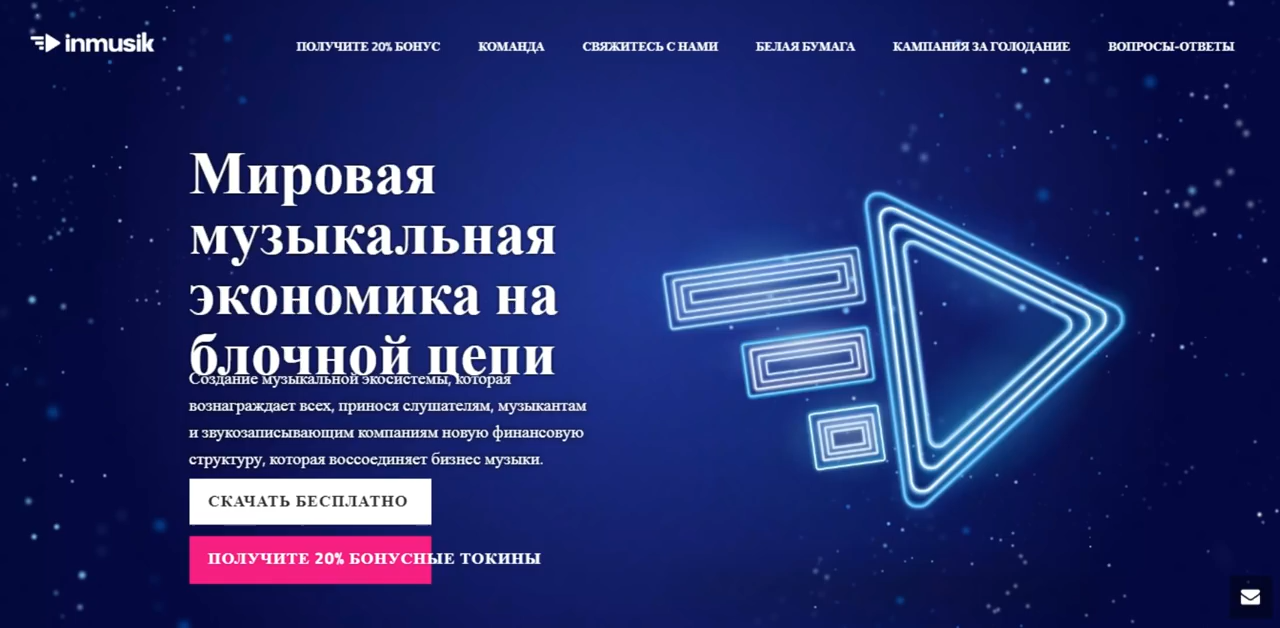 inmusik
ПОЛУЧИТЕ 20% БОНУС
КОМАНДА
СВЯЖИТЕСЬ С НАМИ
БЕЛАЯ БУМАГА
КАМПАНИЯ ЗА ГОЛОДАНИЕ
ВОПРОСЫ-ОТВЕТЫ
Мировая
музыкальная
экономика на
блочной цепи
Создание музыкальной экосистемы, которая
вознаграждает всех, принося слушателям, музыкантам
и звукозаписывающим компаниям новую финансовую
структуру, которая воссоединяет бизнес музыки.
СКАЧАТЬ БЕСПЛАТНО
ПОЛУЧИТЕ 20% БОНУСНЫЕ ТОКИНЫ